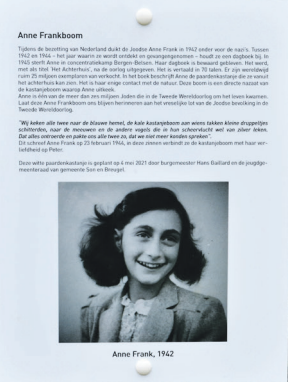 Anne Frankboom
Tijdens de bezetting van Nederland duikt de Joodse Anne Frank in 1942 onder voor de nazi's. Tussen
1942 en 1944 – het jaar waarin ze wordt ontdekt en gevangengenomen – houdt ze een dagboek bij. In
1945 sterft Anne in concentratiekamp Bergen-Belsen. Haar dagboek is bewaard gebleven. Het werd,
met als titel 'Het Achterhuis', na de oorlog uitgegeven. Het is vertaald in 70 talen. Er zijn wereldwijd
ruim 25 miljoen exemplaren van verkocht. In het boek beschrijft Anne de paardenkastanje die ze vanuit
het achterhuis kan zien. Het is haar enige contact met de natuur. Deze boom is een directe nazaat van
de kastanjeboom waarop Anne uitkeek.
Anne is één van de meer dan zes miljoen Joden die in de Tweede Wereldoorlog om het leven kwamen.
Laat deze Anne Frankboom ons blijven herinneren aan het vreselijke lot van de Joodse bevolking in de
Tweede Wereldoorlog.
"Wij keken alle twee naar de blauwe hemel, de kale kastanjeboom aan wiens takken kleine druppeltjes
schitterden, naar de meeuwen en de andere vogels die in hun scheervlucht wel van zilver leken.
Dat alles ontroerde en pakte ons alle twee zo, dat we niet meer konden spreken".
Dit schreef Anne Frank op 23 februari 1944, in deze zinnen verbindt ze de kastanjeboom met haar ver-
liefdheid op Peter.
Deze witte paardenkastanje is geplant op 4 mei 2021 door burgemeester Hans Gaillard en de jeugdge-
meenteraad van gemeente Son en Breugel.
Anne Frank, 1942